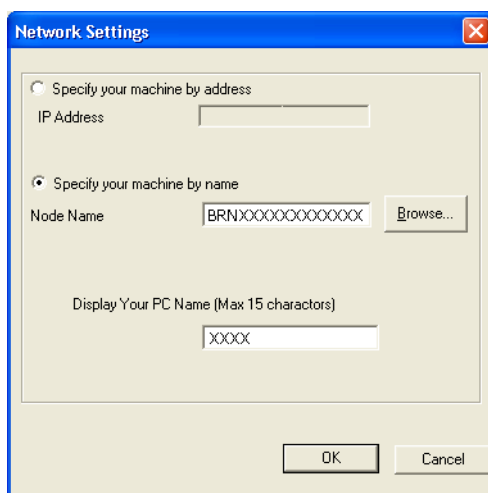 Network Settings
Specify your machine by address
IP Address
Specify your machine by name
Node Name BRNXXXXXXXXXXXX Browse...
Display Your PC Name (Max 15 charactors)
XXXX
OK Cancel